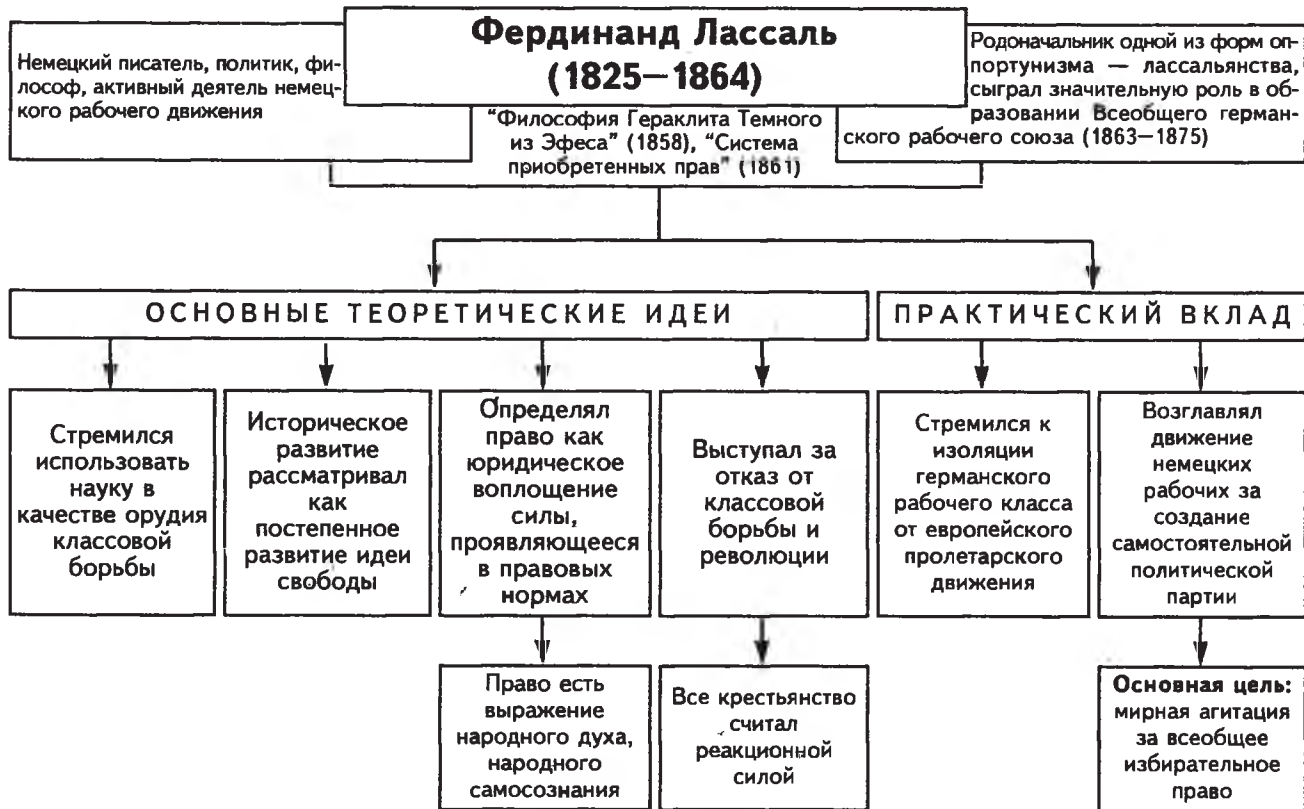 Фердинанд Лассаль
(1825—1864)
Немецкий писатель, политик, фи-
лософ, активный деятель немец-
кого рабочего движения
"Философия Гераклита Темного
из Эфеса" (1858), "Система
приобретенных прав" (1861)
Родоначальник одной из форм оп-
портунизма — лассальянства,
сыграл значительную роль в об-
разовании Всеобщего герман-
ского рабочего союза (1863—1875)
ОСНОВНЫЕ ТЕОРЕТИЧЕСКИЕ ИДЕИ
ПРАКТИЧЕСКИЙ ВКЛАД
Стремился
использовать
науку в
качестве орудия
классовой
борьбы
Историческое
развитие
рассматривал
как
постепенное
развитие идеи
свободы
Определял
право как
юридическое
воплощение
силы,
проявляющееся
в правовых
нормах
Выступал за
отказ от
классовой
борьбы и
революции
Стремился к
изоляции
германского
рабочего класса
от европейского
пролетарского
движения
Возглавлял
движение
немецких
рабочих за
создание
самостоятельной
политической
партии
Право есть
выражение
народного духа,
народного
самосознания
Все крестьянство
считал
реакционной
силой
Основная цель:
мирная агитация
за всеобщее
избирательное
право